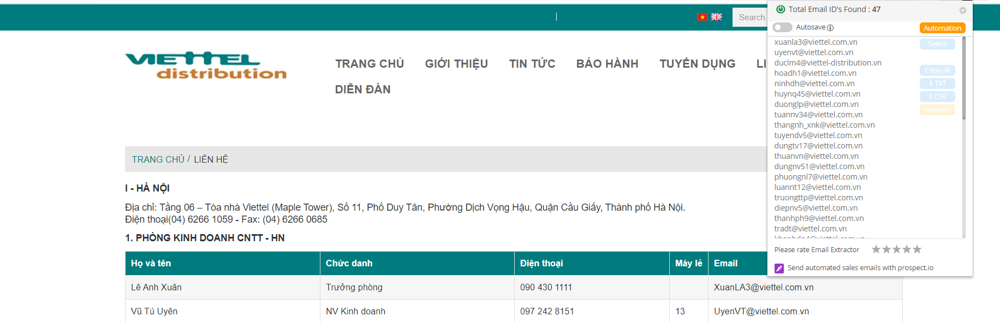 Search
VIETTEL
distribution
TRANG CHỦ
GIỚI THIỆU
TIN TỨC
BẢO HÀNH
TUYỂN DỤNG
LI
DIỄN ĐÀN
TRANG CHỦ / LIÊN HỆ
I - HÀ NỘI
Địa chỉ: Tầng 06 – Tòa nhà Viettel (Maple Tower), Số 11, Phố Duy Tân, Phường Dịch Vọng Hậu, Quận Cầu Giấy, Thành phố Hà Nội.
Điện thoại(04) 6266 1059 - Fax: (04) 6266 0685
1. PHÒNG KINH DOANH CNTT - HN
Họ và tên Chức danh Điện thoại Máy lẻ Email
Lê Anh Xuân Trưởng phòng 090 430 1111 XuanLA3@viettel.com.vn
Vũ Tú Uyên NV Kinh doanh 097 242 8151 13 UyenVT@viettel.com.vn
Total Email ID's Found : 47
Autosave
Automation
xuanla3@viettel.com.vn
uyenvt@viettel.com.vn
duclm4@viettel-distribution.vn
hoadh1@viettel.com.vn
ninhdh@viettel.com.vn
huynq45@viettel.com.vn
duonglp@viettel.com.vn
tuannv34@viettel.com.vn
thangnh_xnk@viettel.com.vn
tuyendv5@viettel.com.vn
dungtv17@viettel.com.vn
thuanvn@viettel.com.vn
dungnv51@viettel.com.vn
phuongnl7@viettel.com.vn
luannt12@viettel.com.vn
truongttp@viettel.com.vn
diepnv5@viettel.com.vn
thanhph9@viettel.com.vn
tradt@viettel.com.vn
Select
Copy all
⬇ TXT
⬇ CSV
Autosave
Please rate Email Extractor ★★★★★
Send automated sales emails with prospect.io